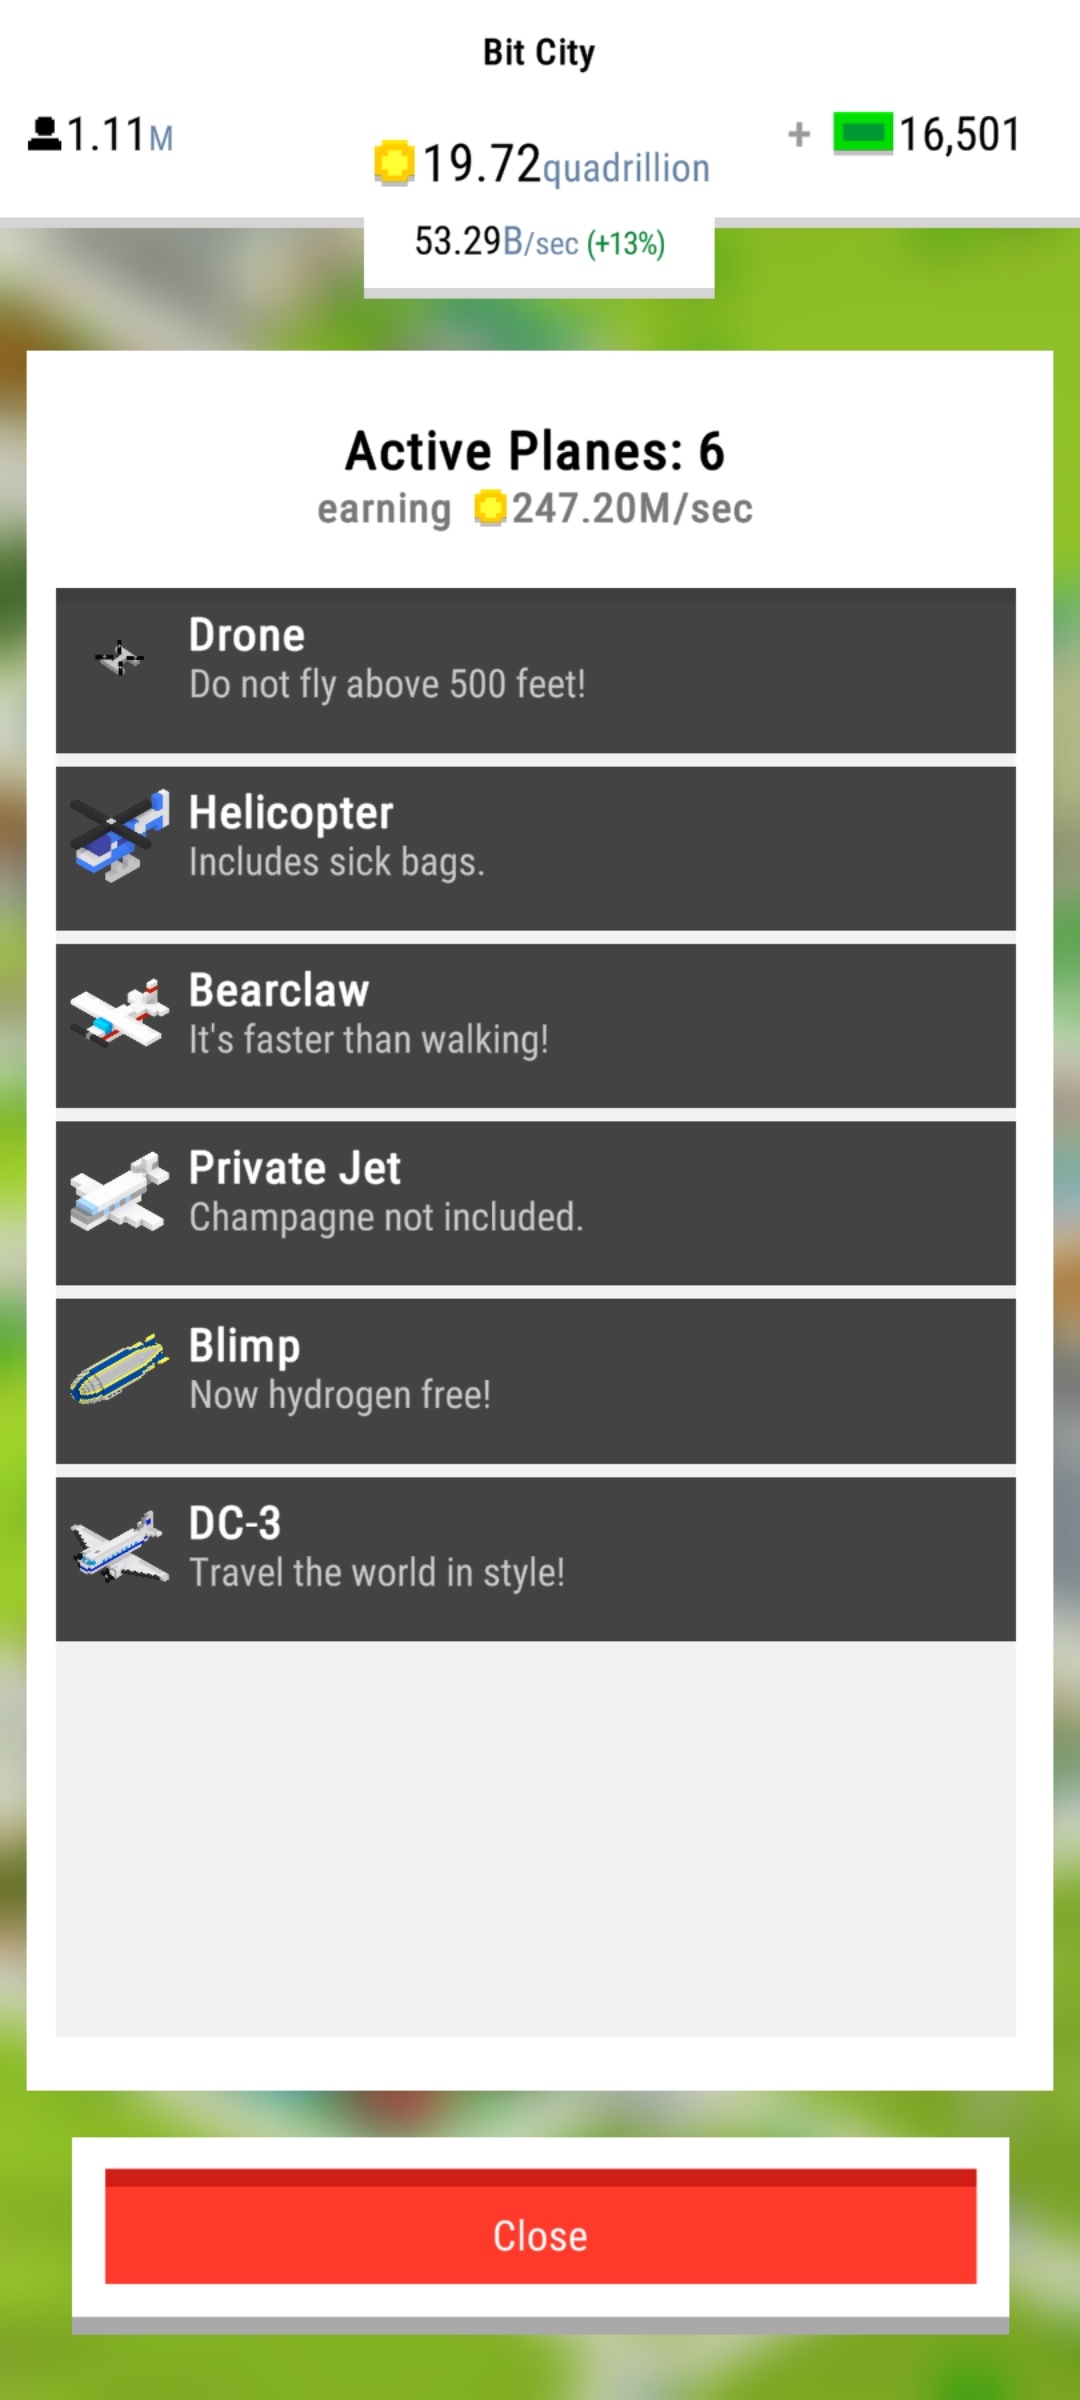 Bit City
1.11M
+ 16,501
19.72quadrillion
53.29B/sec (+13%)
Active Planes: 6
earning 247.20M/sec
Drone
Do not fly above 500 feet!
Helicopter
Includes sick bags.
Bearclaw
It's faster than walking!
Private Jet
Champagne not included.
Blimp
Now hydrogen free!
DC-3
Travel the world in style!
Close